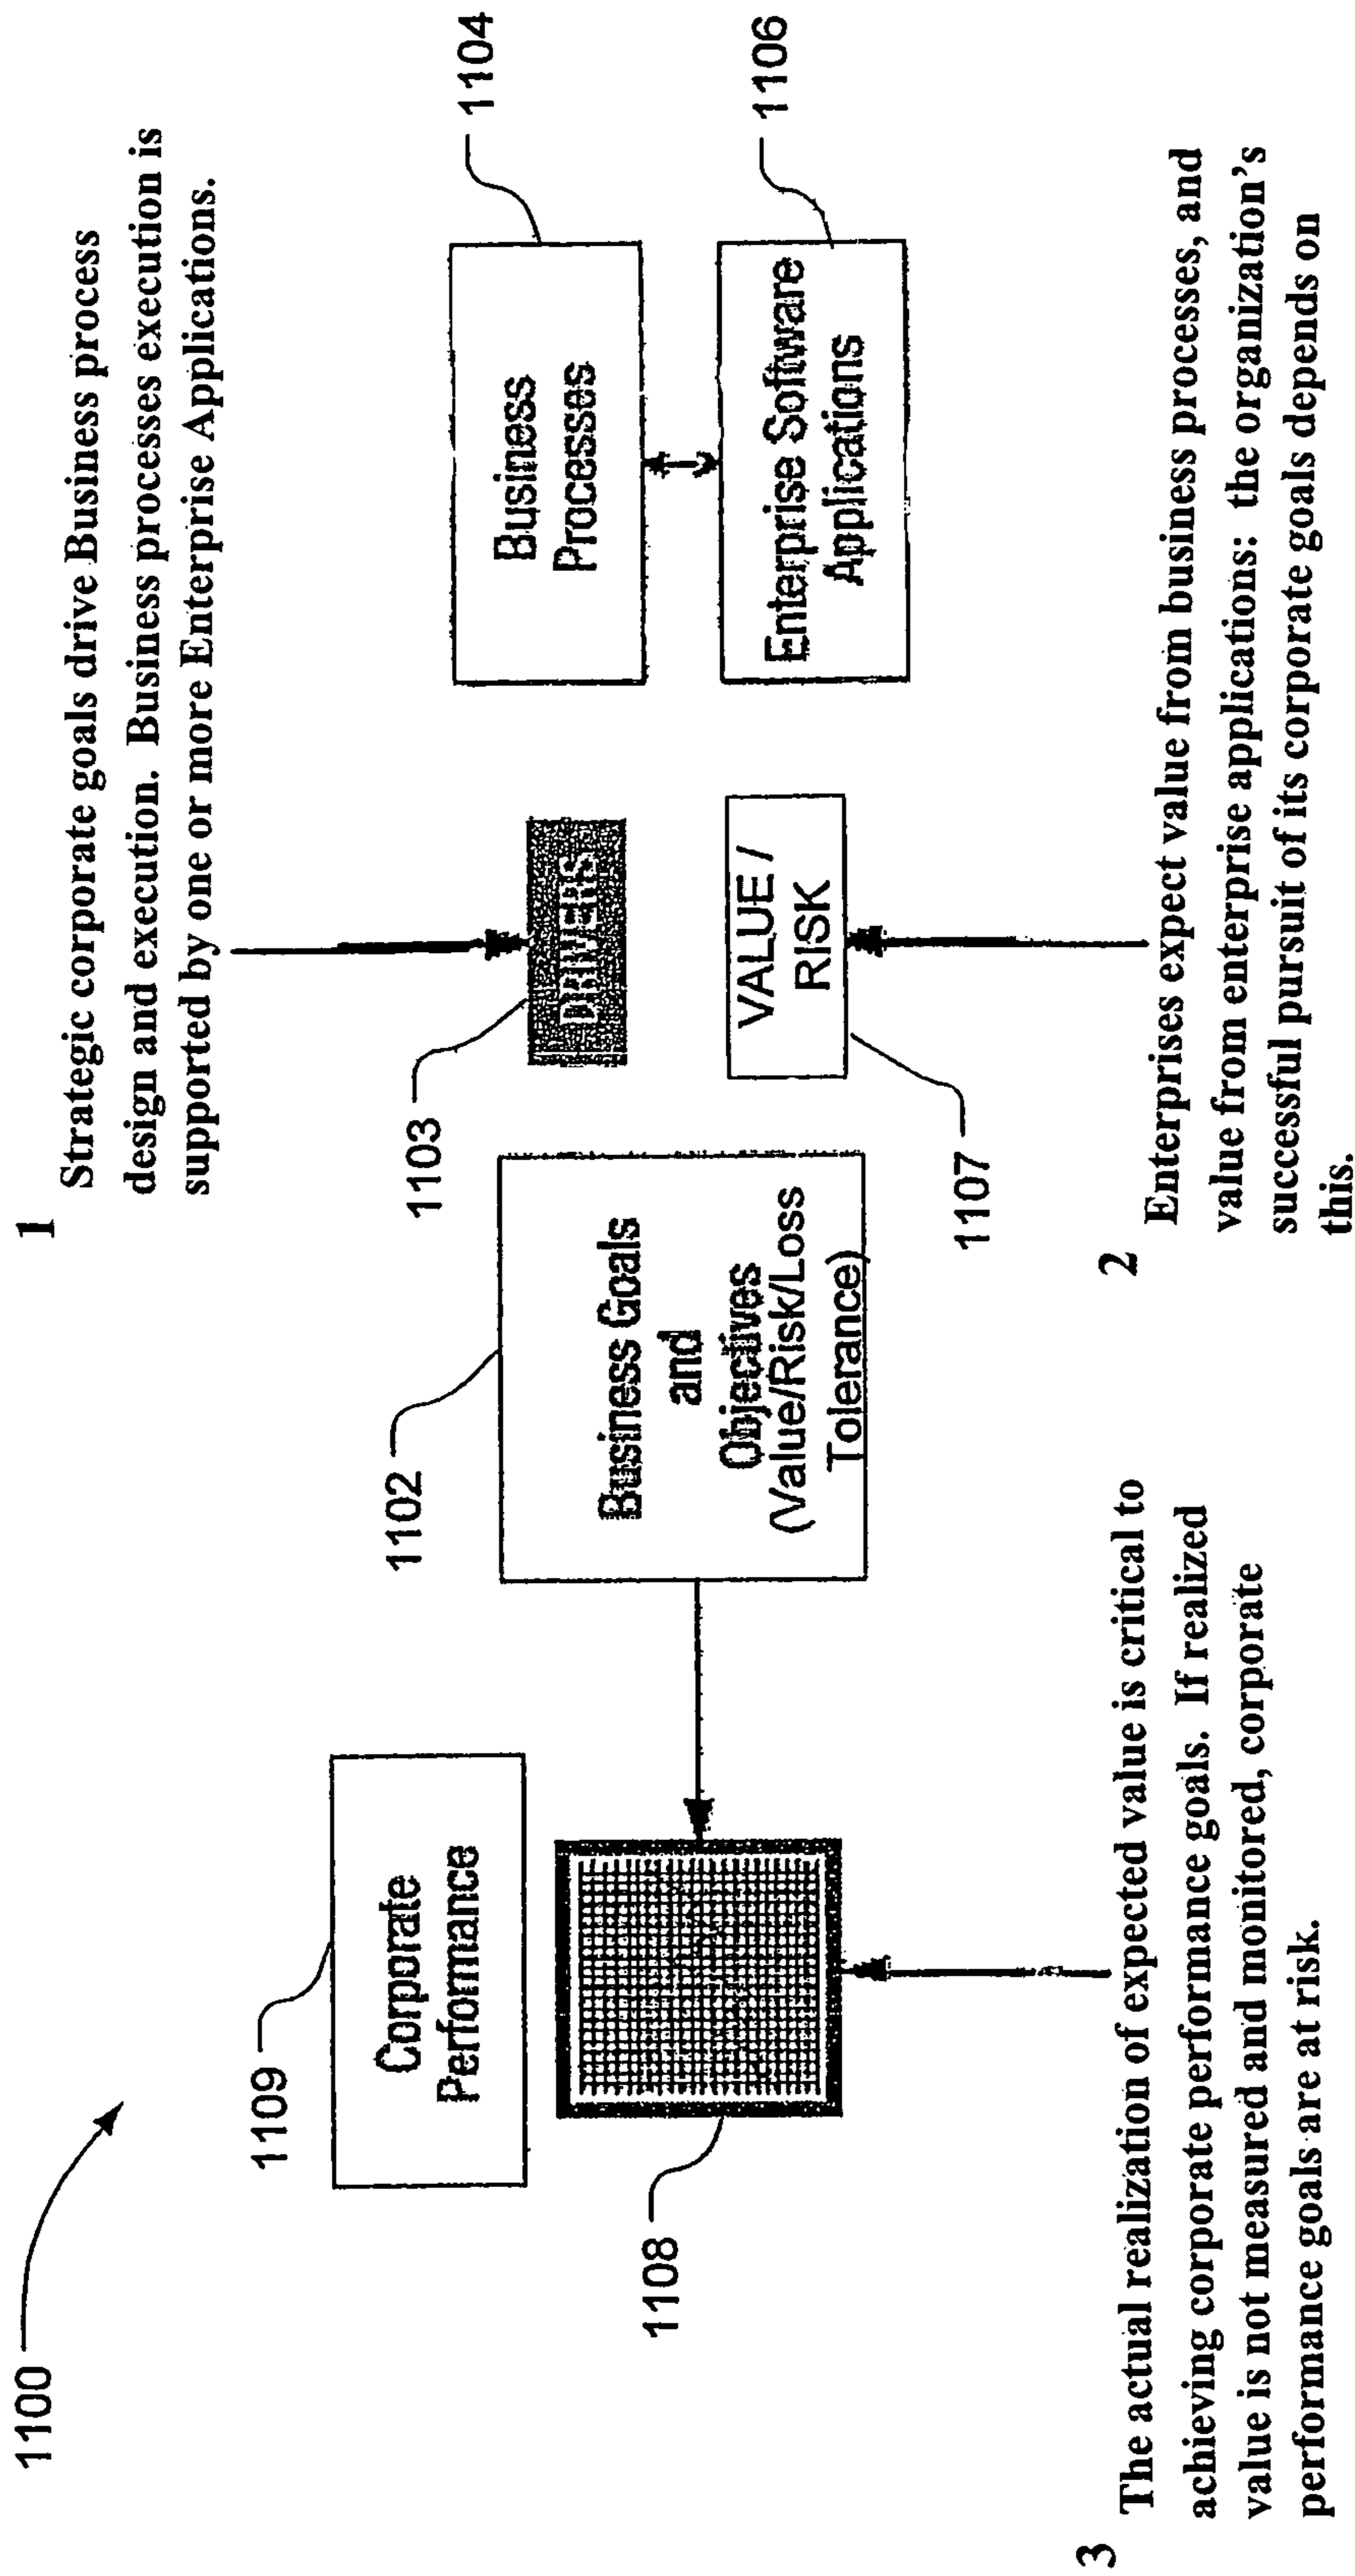 1100
1
Strategic corporate goals drive Business process
design and execution. Business processes execution is
supported by one or more Enterprise Applications.
1109
Corporate
Performance
1108
1102
Business Goals
and
Objectives
(Value/Risk/Loss
Tolerance)
1103
VALUE /
RISK
1107
Business
Processes
1104
Enterprise Software
Applications
1106
2
Enterprises expect value from business processes, and
value from enterprise applications: the organization's
successful pursuit of its corporate goals depends on
this.
3
The actual realization of expected value is critical to
achieving corporate performance goals. If realized
value is not measured and monitored, corporate
performance goals are at risk.